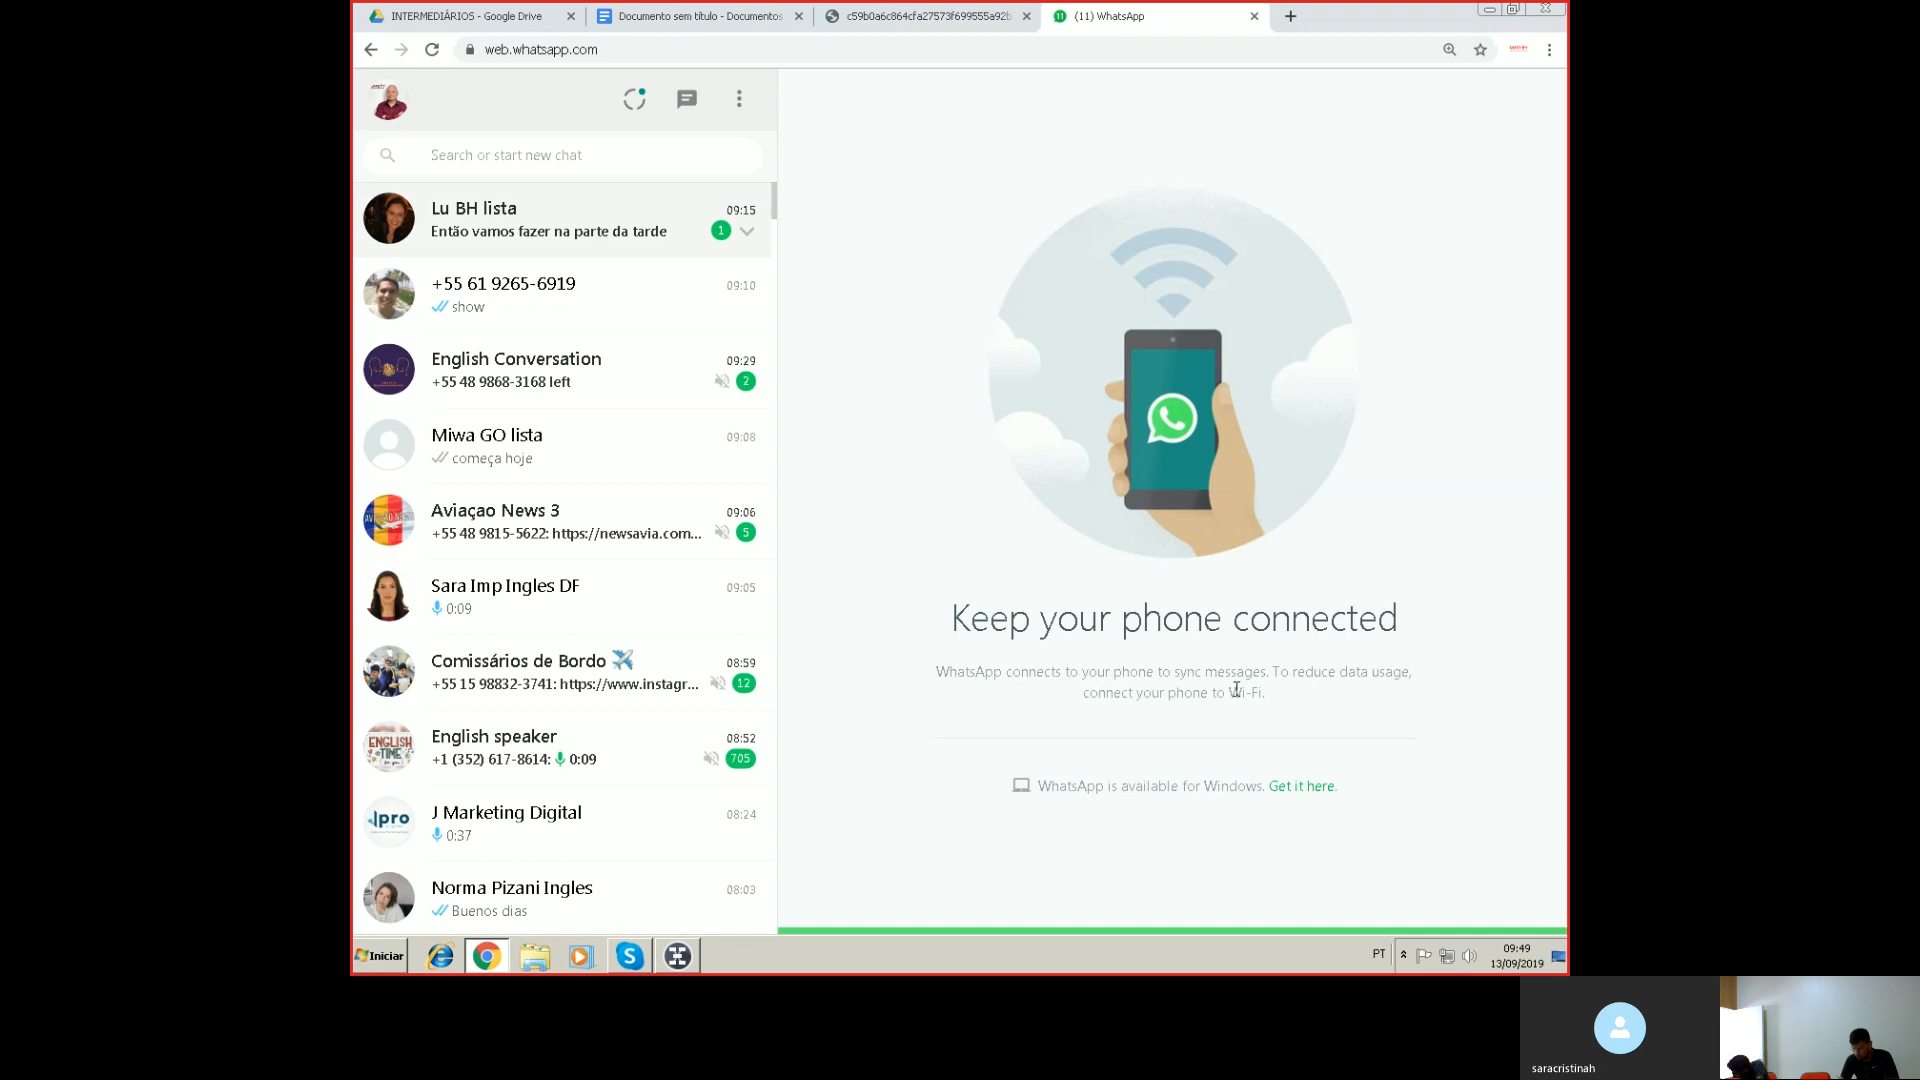 INTERMEDIÁRIOS - Google Drive
Documento sem título - Documentos
c59b0a6c864cfa27573f699555a92b
(11) WhatsApp
web.whatsapp.com
Search or start new chat
Lu BH lista
09:15
Então vamos fazer na parte da tarde
1
+55 61 9265-6919
09:10
show
English Conversation
09:29
+55 48 9868-3168 left
2
Miwa GO lista
09:08
começa hoje
Aviaçao News 3
09:06
+55 48 9815-5622: https://newsavia.com...
5
Sara Imp Ingles DF
09:05
0:09
Comissários de Bordo
08:59
+55 15 98832-3741: https://www.instagr...
12
English speaker
08:52
+1 (352) 617-8614: 0:09
705
ENGLISH
TIME
J Marketing Digital
08:24
0:37
Ipro
Norma Pizani Ingles
08:03
Buenos dias
Keep your phone connected
WhatsApp connects to your phone to sync messages. To reduce data usage,
connect your phone to Wi-Fi.
WhatsApp is available for Windows. Get it here.
Iniciar
PT
09:49
13/09/2019
saracristinah